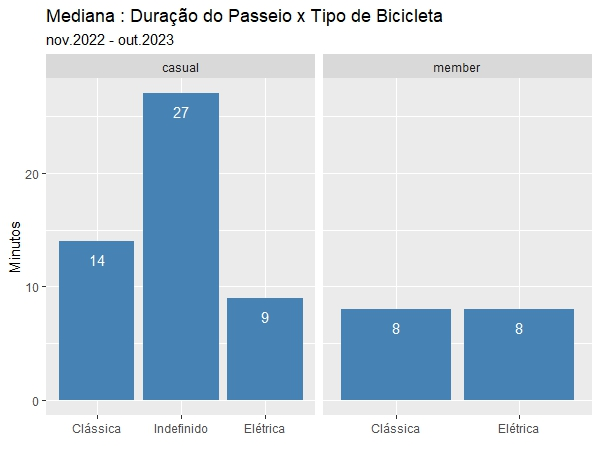 Mediana : Duração do Passeio x Tipo de Bicicleta
nov.2022 - out.2023
casual
member
Minutos
20
10
0
14
27
9
8
8
Clássica
Indefinido
Elétrica
Clássica
Elétrica